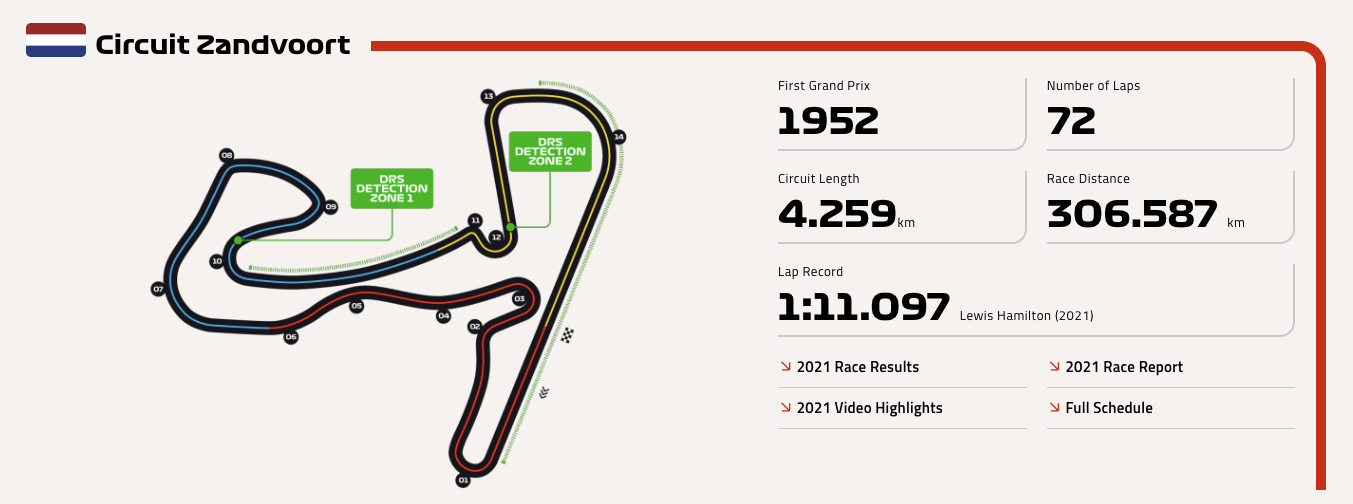 Circuit Zandvoort
13
14
DRS
DETECTION
ZONE 2
08
DRS
DETECTION
ZONE 1
09
11
12
10
07
03
05
04
02
06
01
First Grand Prix
1952
Number of Laps
72
Circuit Length
4.259km
Race Distance
306.587 km
Lap Record
1:11.097 Lewis Hamilton (2021)
2021 Race Results
2021 Race Report
2021 Video Highlights
Full Schedule